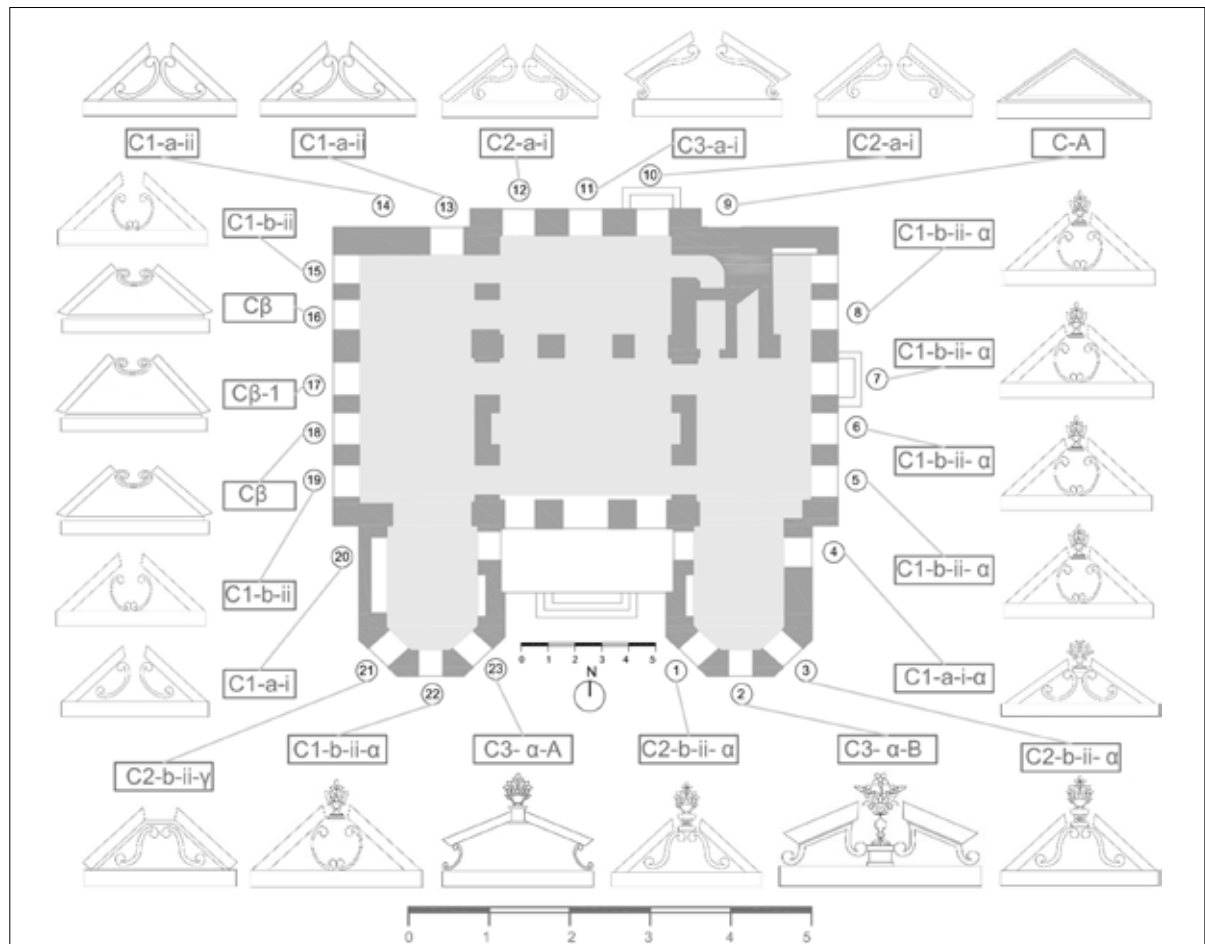 C1-a-ii C1-a-ii C2-a-i C3-a-i C2-a-i C-A
14 13 12 11 10 9
C1-b-ii
15
C1-b-ii- α
Cβ
16
8
C1-b-ii- α
7
Cβ-1
17
18
6
C1-b-ii- α
Cβ
19
5
C1-b-ii- α
20
4
C1-b-ii
C1-a-i
C1-a-i-α
21 22 23 1 2 3
0 1 2 3 4 5
N
C2-b-ii-γ C1-b-ii-α C3- α-A C2-b-ii- α C3- α-B C2-b-ii- α
0 1 2 3 4 5